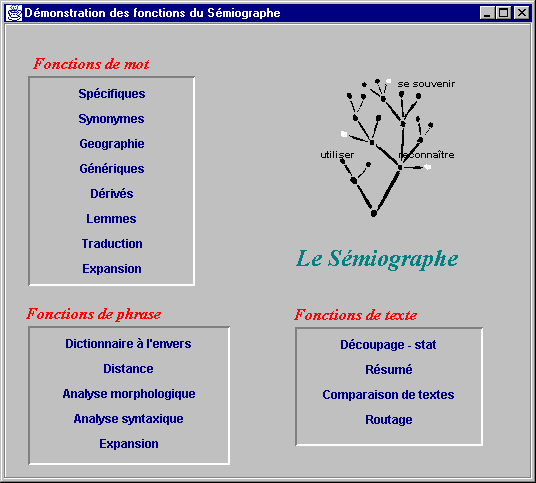 Démonstration des fonctions du Sémiographe
Fonctions de mot
Spécifiques
Synonymes
Geographie
Génériques
Dérivés
Lemmes
Traduction
Expansion
se souvenir
utiliser
reconnaître
Le Sémiographe
Fonctions de phrase
Dictionnaire à l'envers
Distance
Analyse morphologique
Analyse syntaxique
Expansion
Fonctions de texte
Découpage - stat
Résumé
Comparaison de textes
Routage